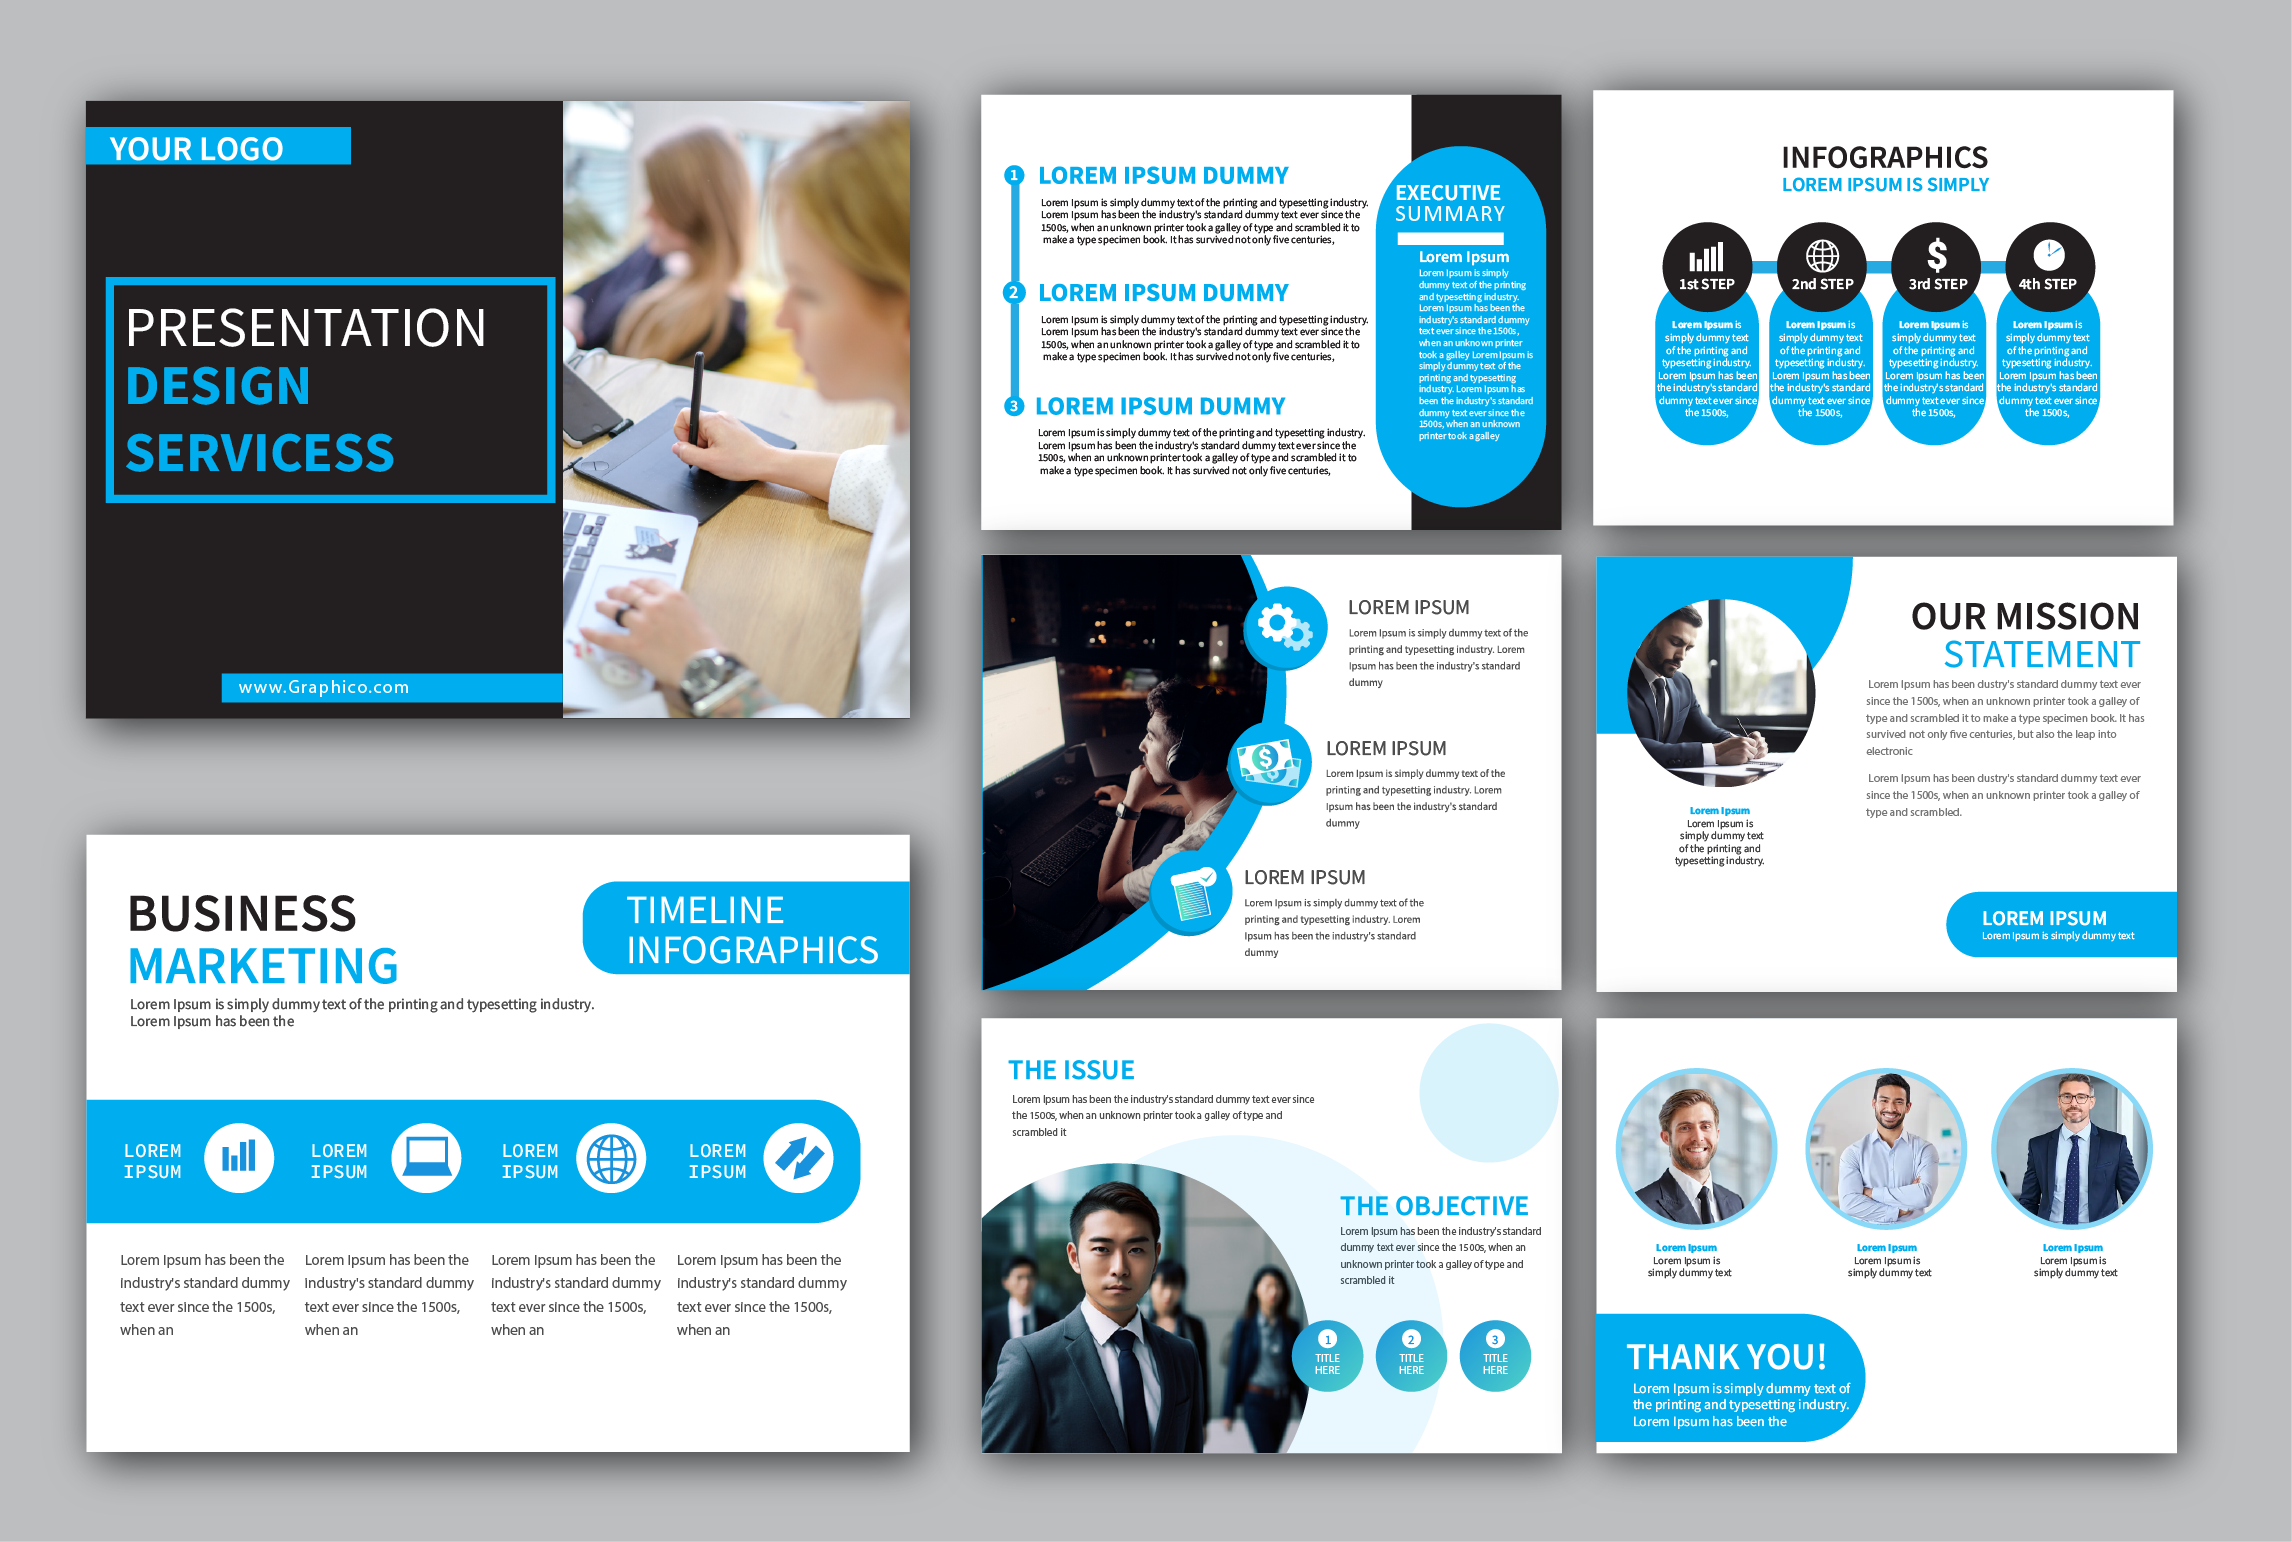 YOUR LOGO
PRESENTATION
DESIGN
SERVICESS
www.Graphico.com
1 LOREM IPSUM DUMMY
Lorem Ipsum is simply dummy text of the printing and typesetting industry.
Lorem Ipsum has been the industry's standard dummy text ever since the
1500s, when an unknown printer took a galley of type and scrambled it to
make a type specimen book. It has survived not only five centuries,
2 LOREM IPSUM DUMMY
Lorem Ipsum is simply dummy text of the printing and typesetting industry.
Lorem Ipsum has been the industry's standard dummy text ever since the
1500s, when an unknown printer took a galley of type and scrambled it to
make a type specimen book. It has survived not only five centuries,
3 LOREM IPSUM DUMMY
Lorem Ipsum is simply dummy text of the printing and typesetting industry.
Lorem Ipsum has been the industry's standard dummy text ever since the
1500s, when an unknown printer took a galley of type and scrambled it to
make a type specimen book. It has survived not only five centuries,
EXECUTIVE
SUMMARY
Lorem Ipsum
Lorem Ipsum is simply
dummy text of the printing
and typesetting industry.
Lorem Ipsum has been the
industry's standard dummy
text ever since the 1500s,
when an unknown printer
took a galley Lorem Ipsum is
simply dummy text of the
printing and typesetting
industry. Lorem Ipsum has
been the industry's standard
dummy text ever since the
1500s, when an unknown
printer took a galley
INFOGRAPHICS
LOREM IPSUM IS SIMPLY
1st STEP
Lorem Ipsum is
simply dummy text
of the printing and
typesetting industry.
Lorem Ipsum has been
the industry's standard
dummy text ever since
the 1500s,
2nd STEP
Lorem Ipsum is
simply dummy text
of the printing and
typesetting industry.
Lorem Ipsum has been
the industry's standard
dummy text ever since
the 1500s,
$
3rd STEP
Lorem Ipsum is
simply dummy text
of the printing and
typesetting industry.
Lorem Ipsum has been
the industry's standard
dummy text ever since
the 1500s,
4th STEP
Lorem Ipsum is
simply dummy text
of the printing and
typesetting industry.
Lorem Ipsum has been
the industry's standard
dummy text ever since
the 1500s,
LOREM IPSUM
Lorem Ipsum is simply dummy text of the
printing and typesetting industry. Lorem
Ipsum has been the industry's standard
dummy
$
LOREM IPSUM
Lorem Ipsum is simply dummy text of the
printing and typesetting industry. Lorem
Ipsum has been the industry's standard
dummy
LOREM IPSUM
Lorem Ipsum is simply dummy text of the
printing and typesetting industry. Lorem
Ipsum has been the industry's standard
dummy
OUR MISSION
STATEMENT
Lorem Ipsum has been dustry's standard dummy text ever
since the 1500s, when an unknown printer took a galley of
type and scrambled it to make a type specimen book. It has
survived not only five centuries, but also the leap into
electronic
Lorem Ipsum has been dustry's standard dummy text ever
since the 1500s, when an unknown printer took a galley of
type and scrambled.
Lorem Ipsum
Lorem Ipsum is
simply dummy text
of the printing and
typesetting industry.
LOREM IPSUM
Lorem Ipsum is simply dummy text
BUSINESS
MARKETING
Lorem Ipsum is simply dummy text of the printing and typesetting industry.
Lorem Ipsum has been the
TIMELINE
INFOGRAPHICS
LOREM
IPSUM
LOREM
IPSUM
LOREM
IPSUM
LOREM
IPSUM
Lorem Ipsum has been the
industry's standard dummy
text ever since the 1500s,
when an
Lorem Ipsum has been the
industry's standard dummy
text ever since the 1500s,
when an
Lorem Ipsum has been the
industry's standard dummy
text ever since the 1500s,
when an
Lorem Ipsum has been the
industry's standard dummy
text ever since the 1500s,
when an
THE ISSUE
Lorem Ipsum has been the industry's standard dummy text ever since
the 1500s, when an unknown printer took a galley of type and
scrambled it
THE OBJECTIVE
Lorem Ipsum has been the industry's standard
dummy text ever since the 1500s, when an
unknown printer took a galley of type and
scrambled it
1
TITLE
HERE
2
TITLE
HERE
3
TITLE
HERE
Lorem Ipsum
Lorem Ipsum is
simply dummy text
Lorem Ipsum
Lorem Ipsum is
simply dummy text
Lorem Ipsum
Lorem Ipsum is
simply dummy text
THANK YOU!
Lorem Ipsum is simply dummy text of
the printing and typesetting industry.
Lorem Ipsum has been the